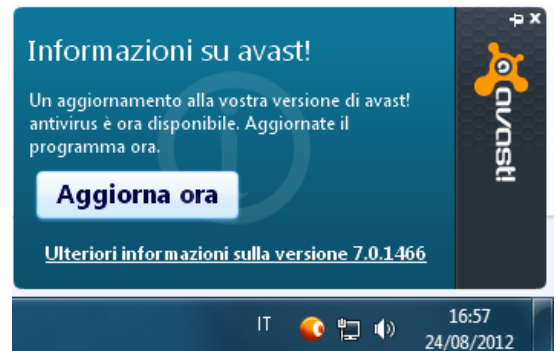 Informazioni su avast!
Un aggiornamento alla vostra versione di avast!
antivirus è ora disponibile. Aggiornate il
programma ora.
Aggiorna ora
Ulteriori informazioni sulla versione 7.0.1466
avast!
IT
16:57
24/08/2012